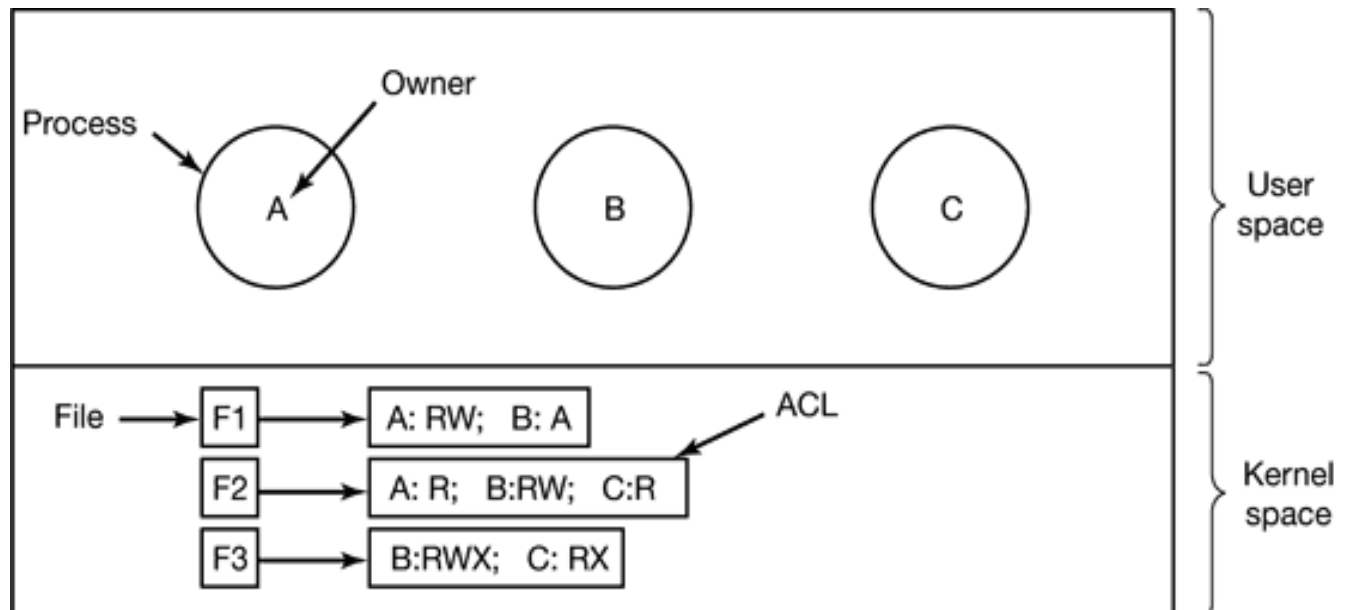 Owner
Process
A
B
C
User
space
File
F1
A: RW; B: A
ACL
F2
A: R; B:RW; C:R
F3
B:RWX; C: RX
Kernel
space